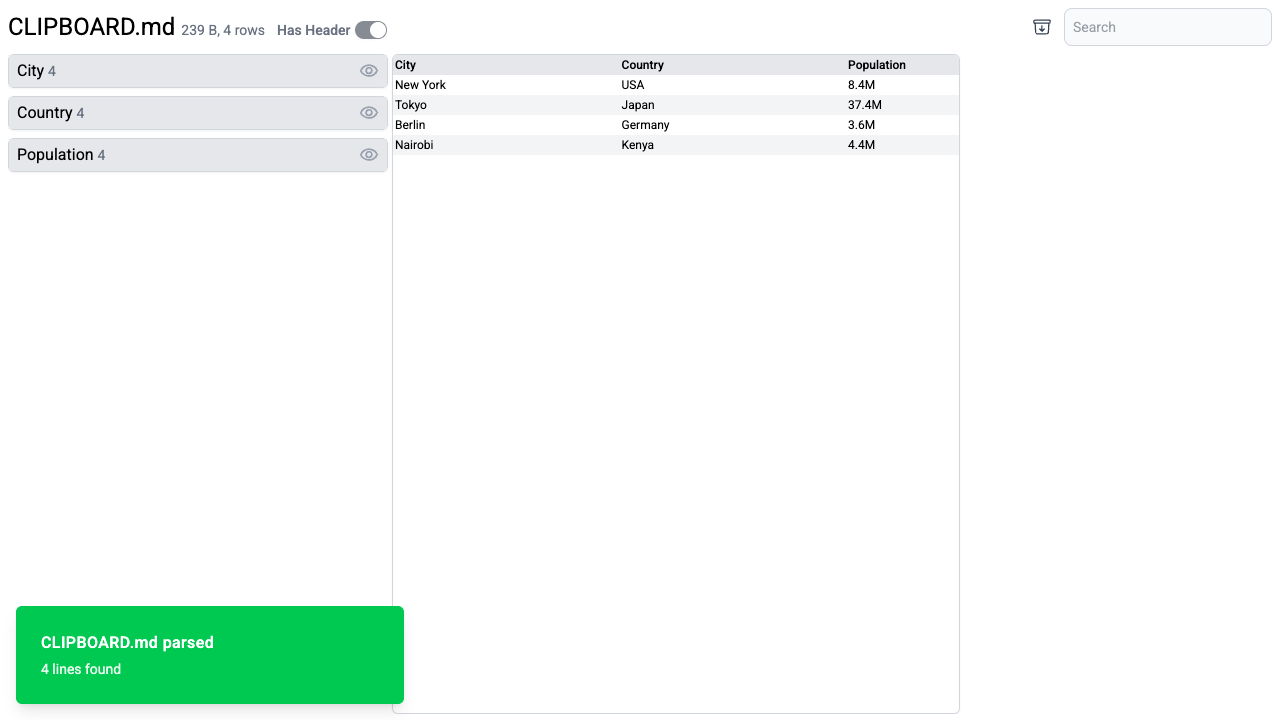 CLIPBOARD.md 239 B, 4 rows Has Header
Search
City 4
Country 4
Population 4
City Country Population
New York USA 8.4M
Tokyo Japan 37.4M
Berlin Germany 3.6M
Nairobi Kenya 4.4M
CLIPBOARD.md parsed
4 lines found